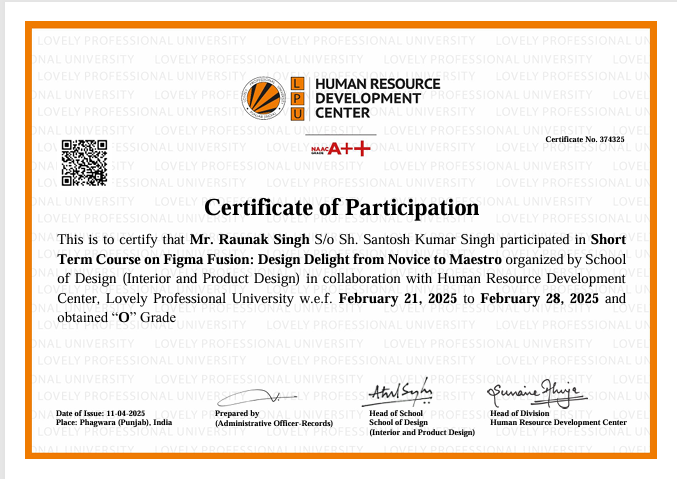 LPU
HUMAN RESOURCE
DEVELOPMENT
CENTER
NAAC GRADE A++
Certificate No. 374325
Certificate of Participation
This is to certify that Mr. Raunak Singh S/o Sh. Santosh Kumar Singh participated in Short
Term Course on Figma Fusion: Design Delight from Novice to Maestro organized by School
of Design (Interior and Product Design) in collaboration with Human Resource Development
Center, Lovely Professional University w.e.f. February 21, 2025 to February 28, 2025 and
obtained “O” Grade
Date of Issue: 11-04-2025
Place: Phagwara (Punjab), India
Prepared by
(Administrative Officer-Records)
Head of School
School of Design
(Interior and Product Design)
Head of Division
Human Resource Development Center
LOVELY PROFESSIONAL UNIVERSITY